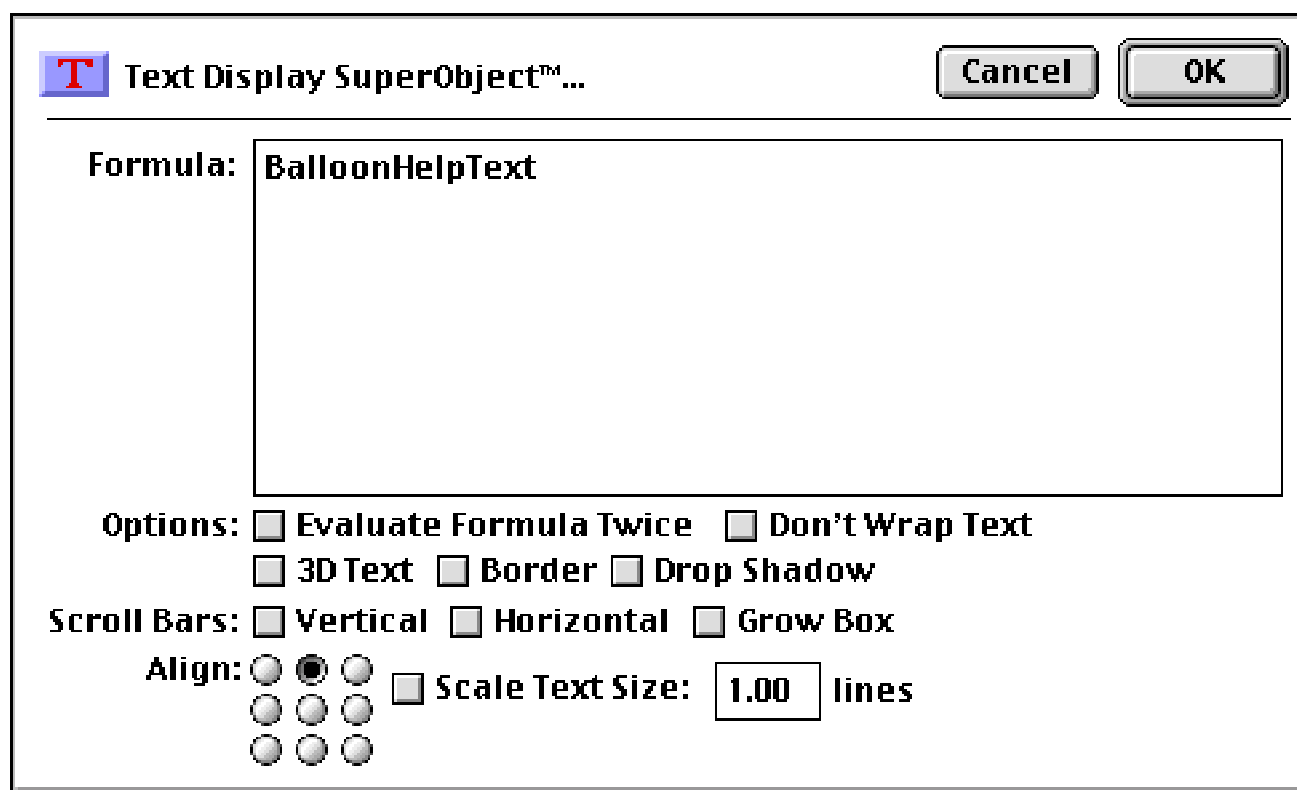 T Text Display SuperObject™... Cancel OK
Formula: BalloonHelpText
Options: Evaluate Formula Twice Don't Wrap Text
3D Text Border Drop Shadow
Scroll Bars: Vertical Horizontal Grow Box
Align: Scale Text Size: 1.00 lines